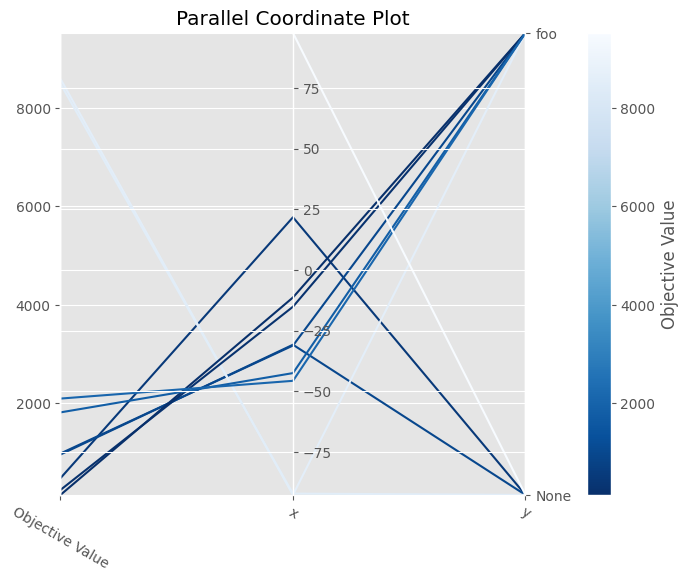 Parallel Coordinate Plot
foo
8000
6000
4000
2000
75
50
25
0
−25
−50
−75
None
8000
6000
4000
2000
Objective Value
Objective Value
x
y